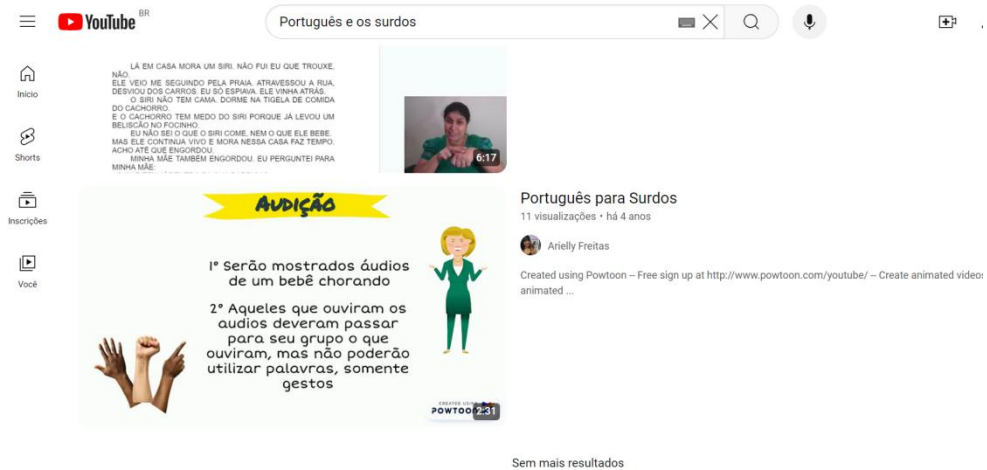 YouTube BR
Português e os surdos
Início
Shorts
Inscrições
Você
LÁ EM CASA MORA UM SIRI. NÃO FUI EU QUE TROUXE,
NÃO.
ELE VEIO ME SEGUINDO PELA PRAIA. ATRAVESSOU A RUA,
DESVIOU DOS CARROS. EU SÓ ESPIAVA. ELE VINHA ATRÁS.
O SIRI NÃO TEM CAMA. DORME NA TIGELA DE COMIDA
DO CACHORRO.
E O CACHORRO TEM MEDO DO SIRI PORQUE JÁ LEVOU UM
BELISCÃO NO FOCINHO.
EU NÃO SEI O QUE O SIRI COME, NEM O QUE ELE BEBE.
MAS ELE CONTINUA VIVO E MORA NESSA CASA FAZ TEMPO.
ACHO ATÉ QUE ENGORDOU.
MINHA MÃE TAMBÉM ENGORDOU. EU PERGUNTEI PARA
MINHA MÃE:
6:17
AUDIÇÃO
1° Serão mostrados áudios
de um bebê chorando
2° Aqueles que ouviram os
audios deveram passar
para seu grupo o que
ouviram, mas não poderão
utilizar palavras, somente
gestos
CREATED USING
POWTOON
2:31
Português para Surdos
11 visualizações • há 4 anos
Arielly Freitas
Created using Powtoon -- Free sign up at http://www.powtoon.com/youtube/ -- Create animated videos
animated ...
Sem mais resultados